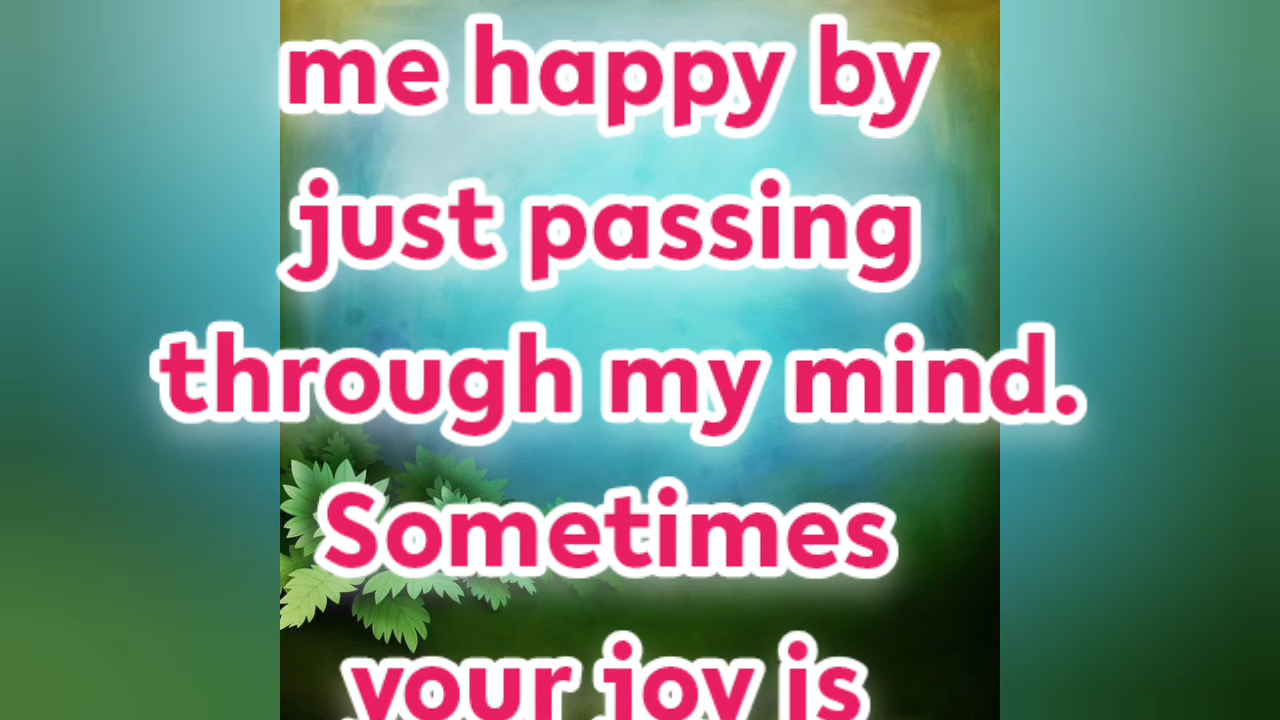 me happy by
just passing
through my mind.
Sometimes
your joy is